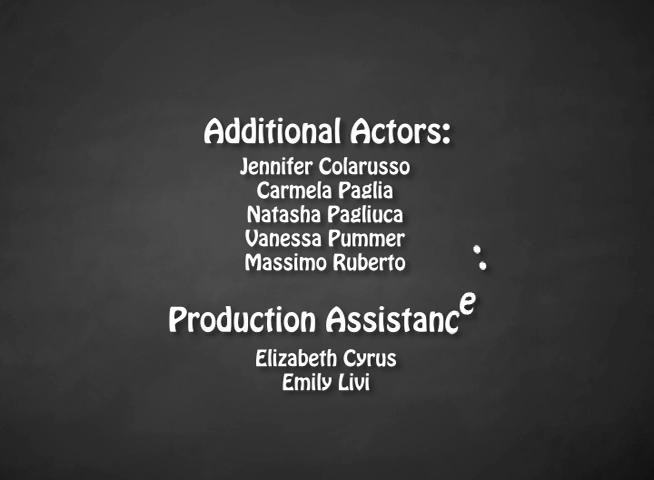 Additional Actors:
Jennifer Colarusso
Carmela Paglia
Natasha Pagliuca
Vanessa Pummer
Massimo Ruberto
Production Assistance:
Elizabeth Cyrus
Emily Livi